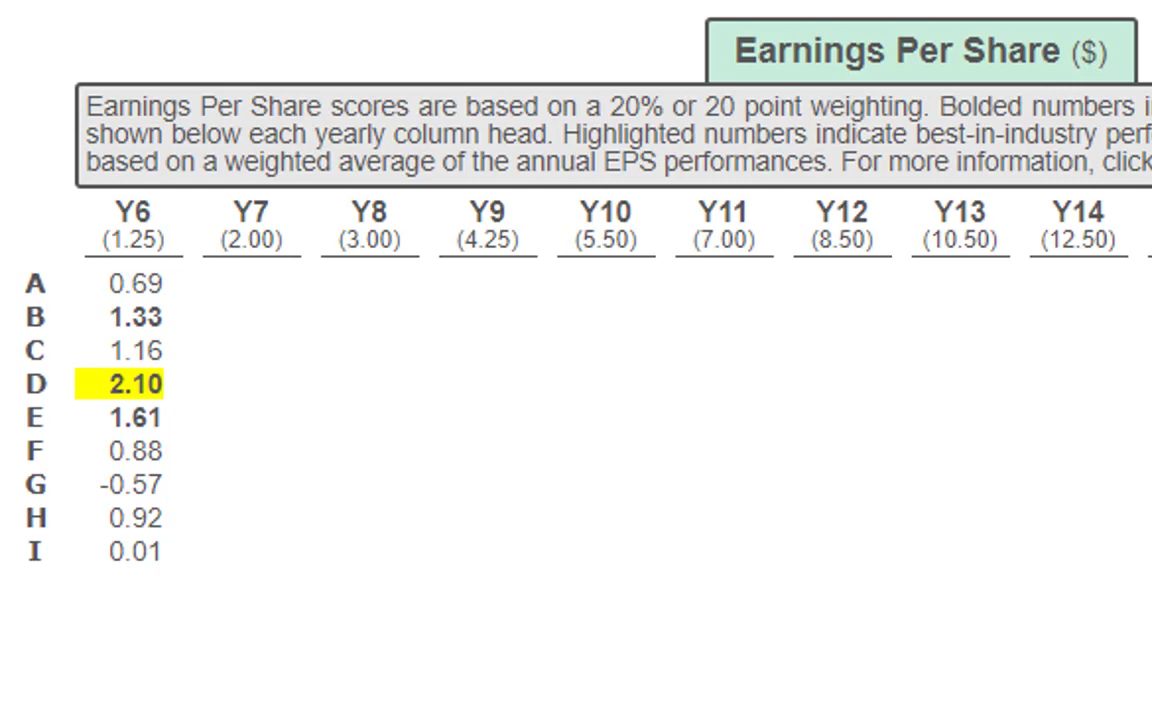 Earnings Per Share ($)
Earnings Per Share scores are based on a 20% or 20 point weighting. Bolded numbers
shown below each yearly column head. Highlighted numbers indicate best-in-industry
based on a weighted average of the annual EPS performances. For more information, click
Y6 Y7 Y8 Y9 Y10 Y11 Y12 Y13 Y14
(1.25) (2.00) (3.00) (4.25) (5.50) (7.00) (8.50) (10.50) (12.50)
A 0.69
B 1.33
C 1.16
D 2.10
E 1.61
F 0.88
G -0.57
H 0.92
I 0.01